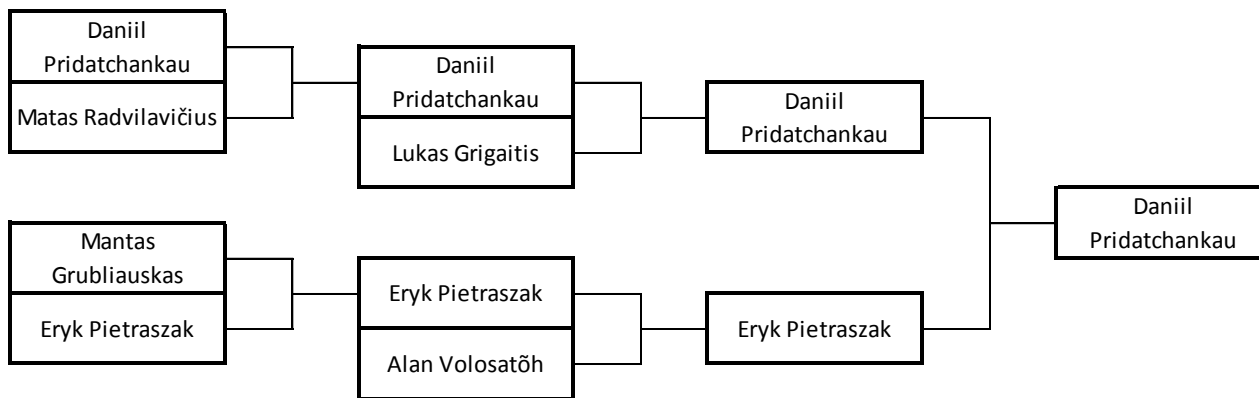 Daniil
Pridatchankau
Matas Radvilavičius
Daniil
Pridatchankau
Lukas Grigaitis
Daniil
Pridatchankau
Daniil
Pridatchankau
Mantas
Grubliauskas
Eryk Pietraszak
Eryk Pietraszak
Alan Volosatõh
Eryk Pietraszak